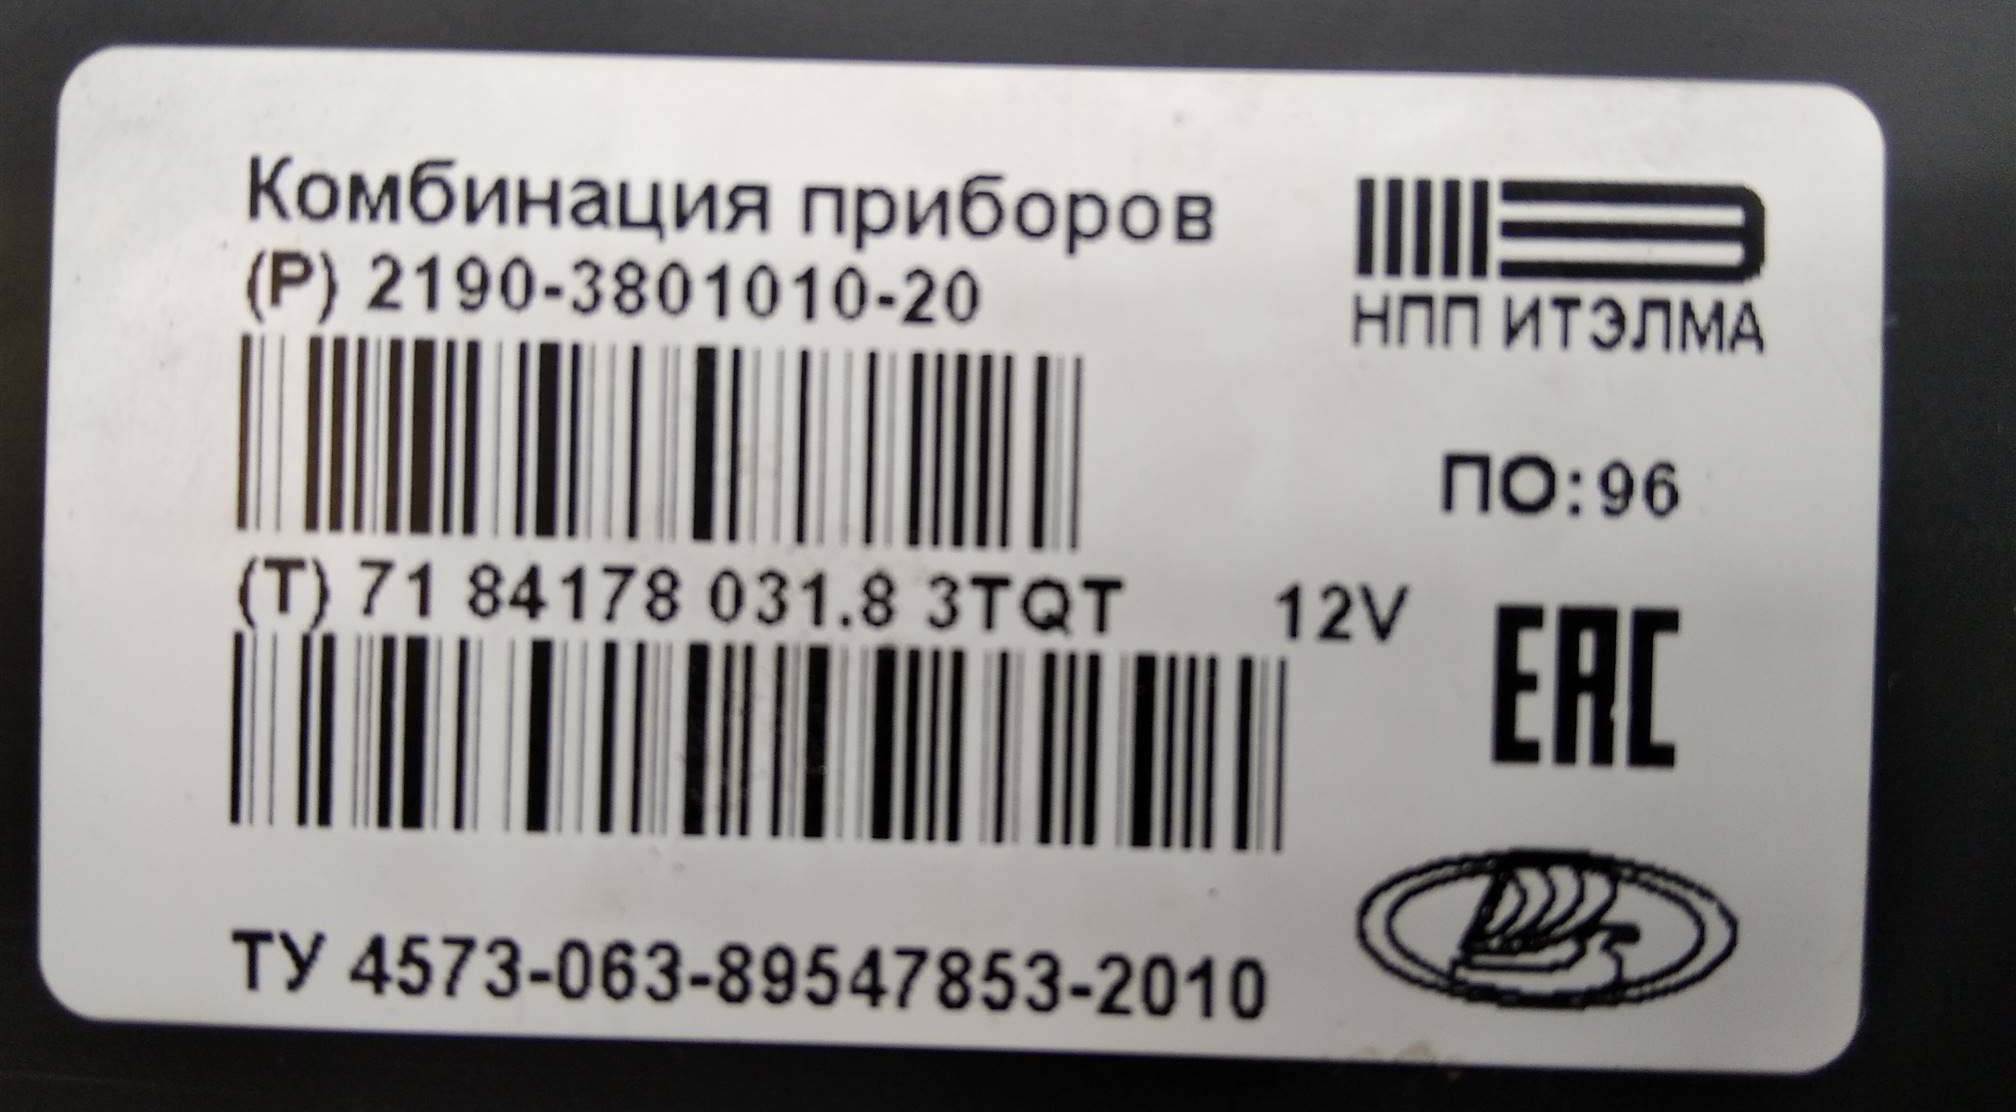 Комбинация приборов
(P) 2190-3801010-20
НПП ИТЭЛМА
ПО:96
(T) 71 84178 031.8 3TQT
12V
EAC
ТУ 4573-063-89547853-2010